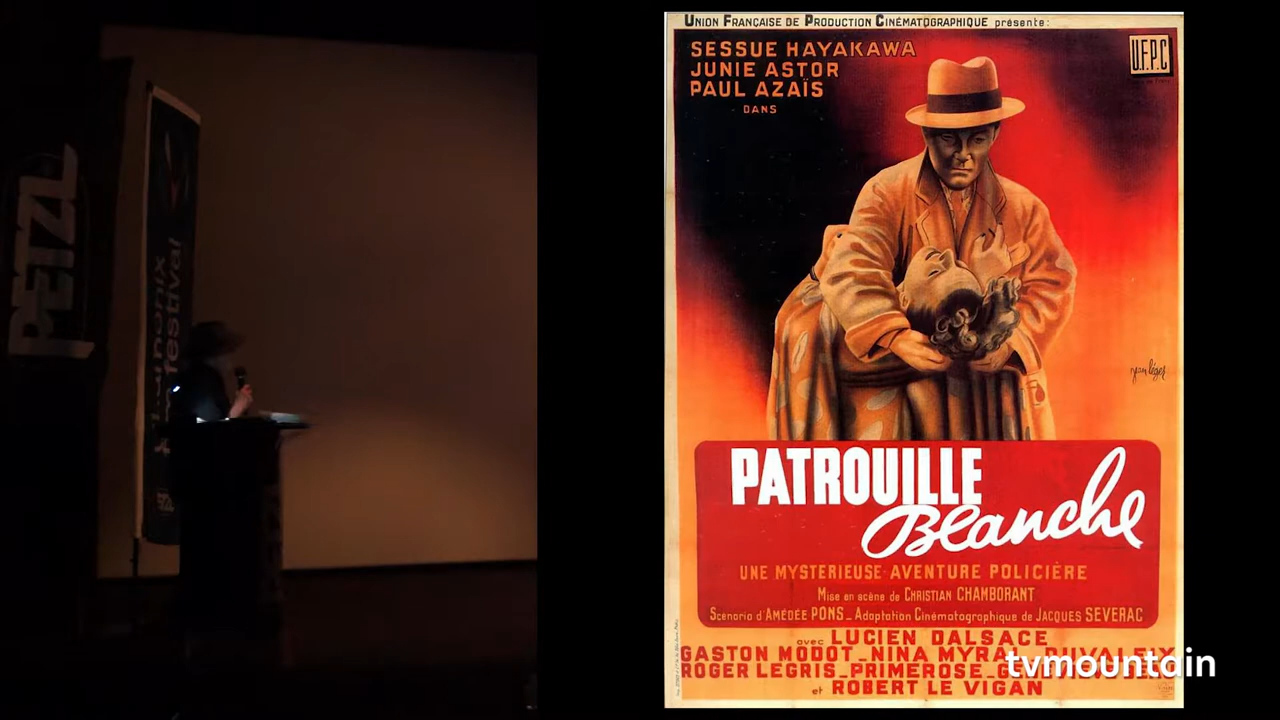 PETZL
festival
UNION FRANÇAISE DE PRODUCTION CINÉMATOGRAPHIQUE présente:
U.F.P.C
SESSUE HAYAKAWA
JUNIE ASTOR
PAUL AZAÏS
DANS
jean léger
PATROUILLE
Blanche
UNE MYSTERIEUSE AVENTURE POLICIÈRE
Mise en scène de CHRISTIAN CHAMBORANT
Scénario d'AMÉDÉE PONS _ Adaptation Cinématographique de JACQUES SEVERAC
avec LUCIEN DALSACE
GASTON MODOT _ NINA MYRAL
ROGER LEGRIS _ PRIMEROSE _
et ROBERT LE VIGAN
tvmountain